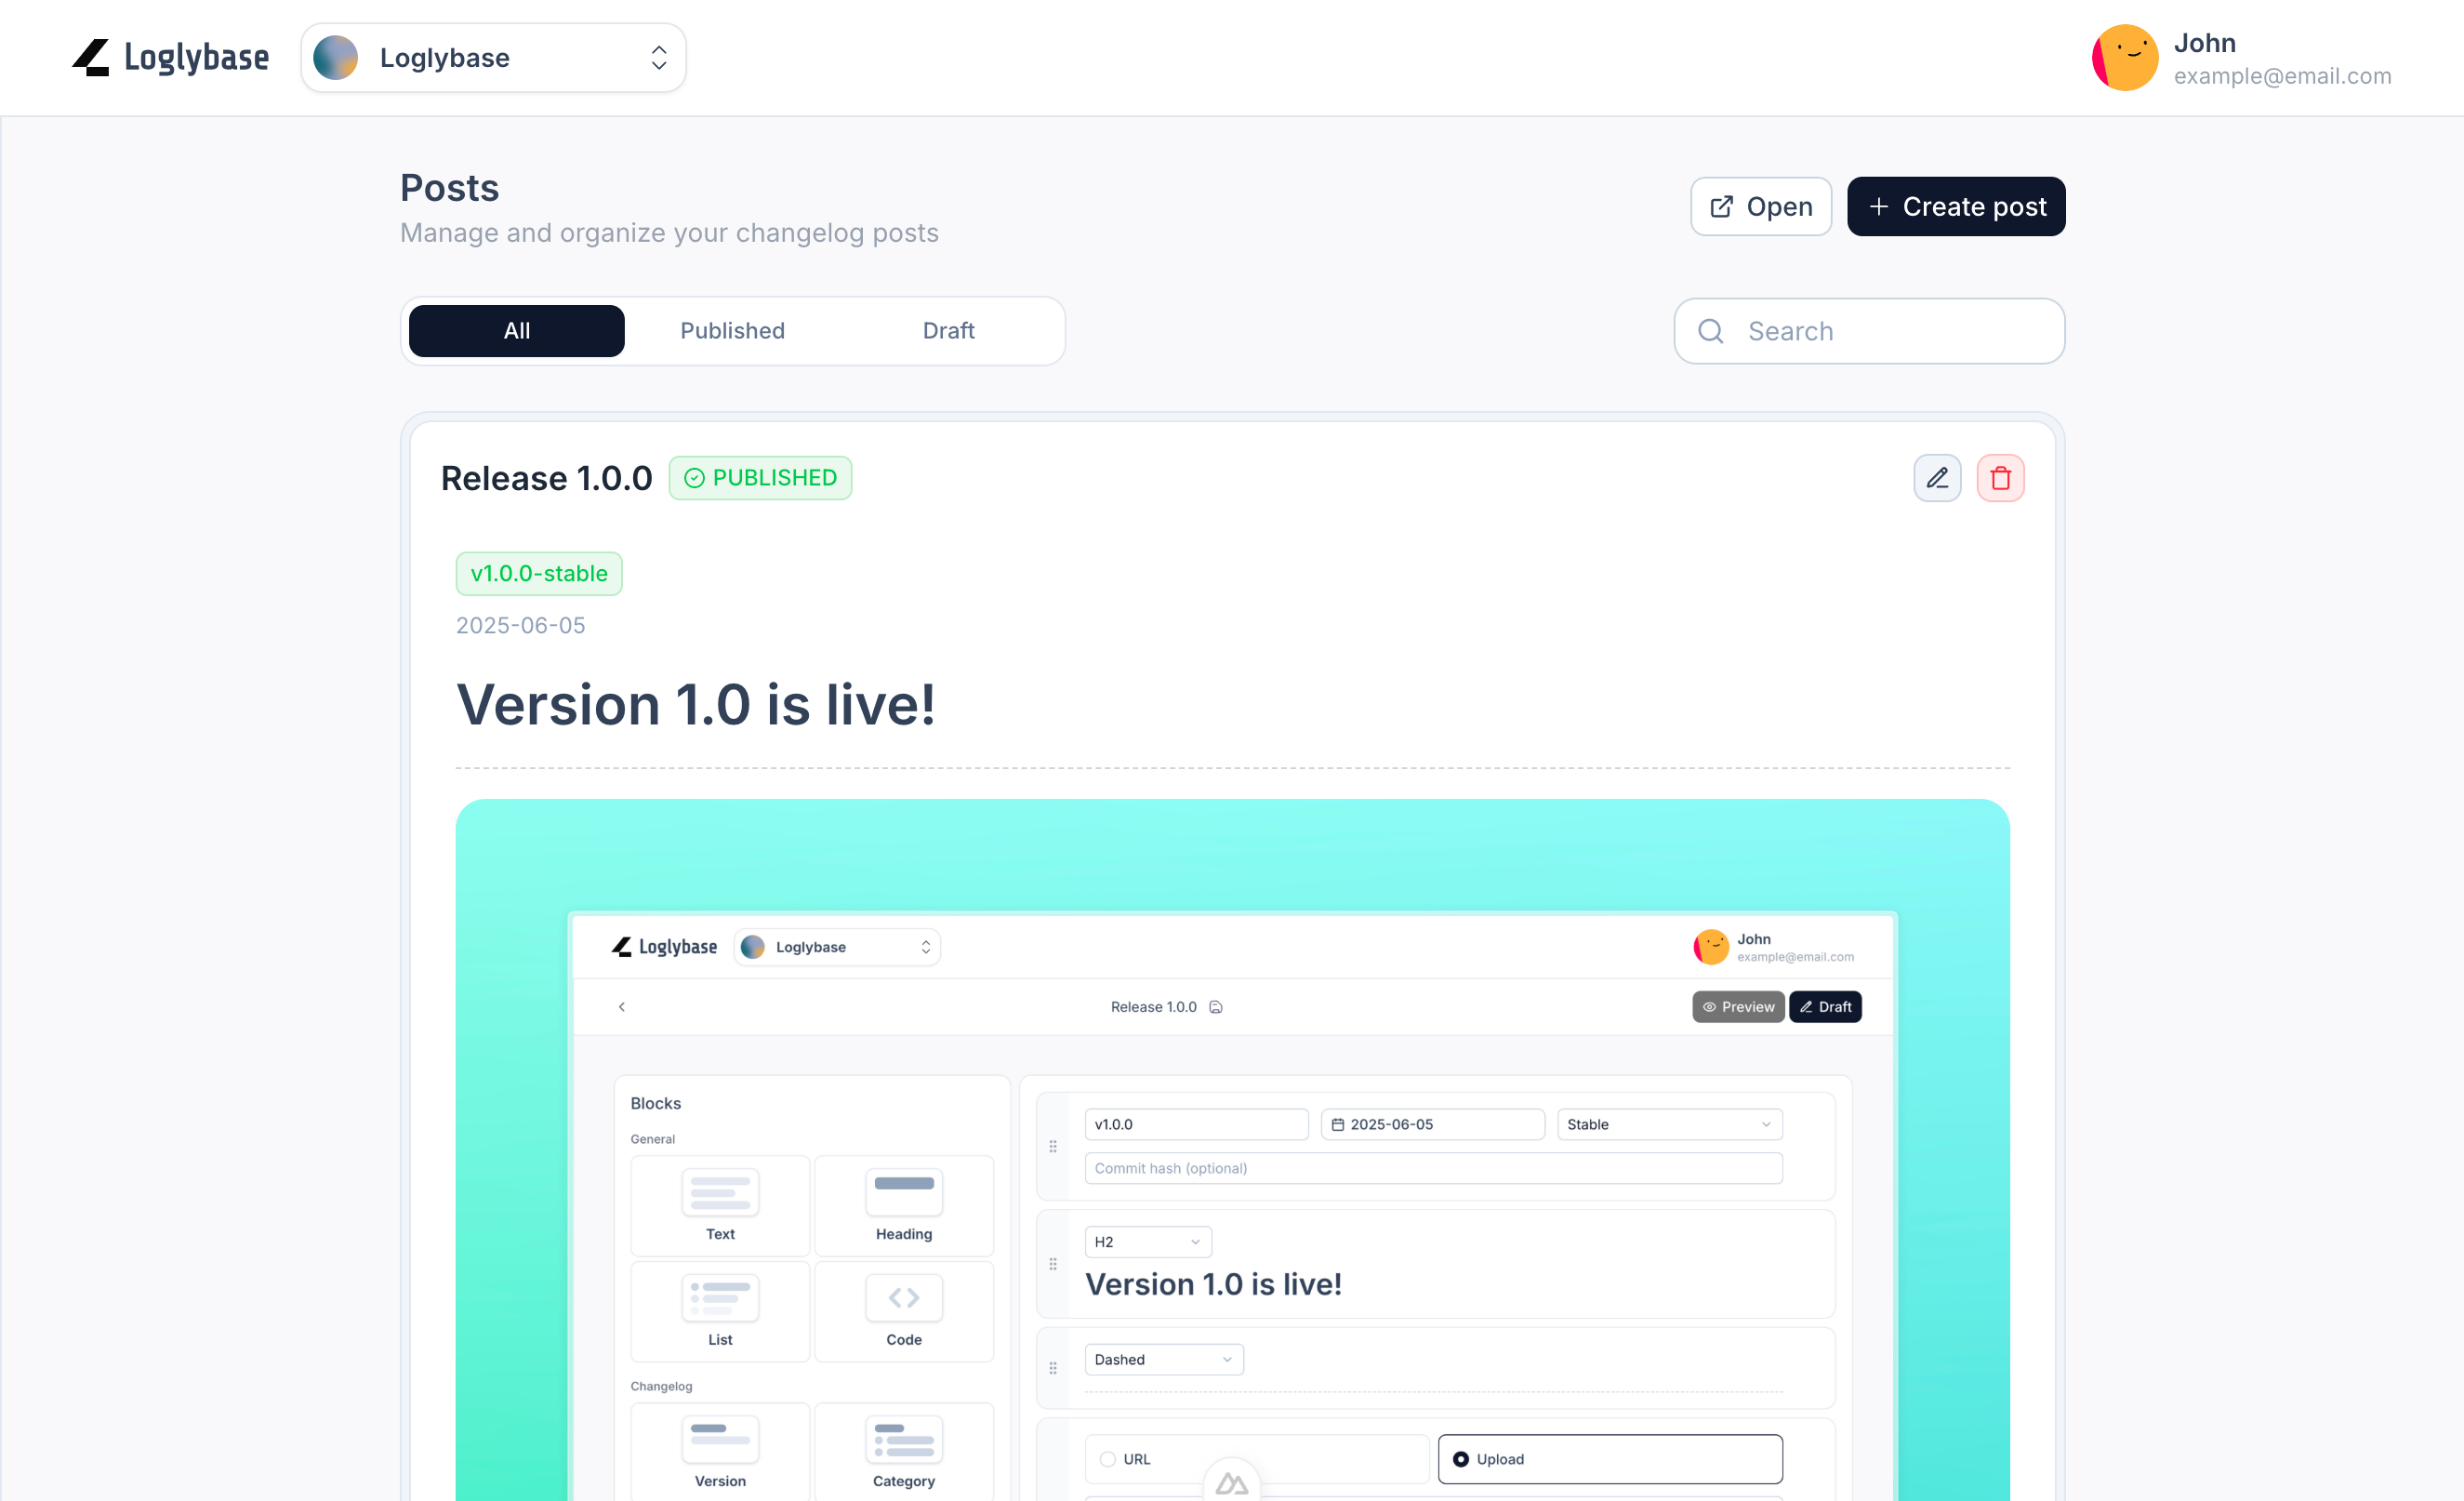 Loglybase
Loglybase
John
example@email.com
Posts
Manage and organize your changelog posts
Open
Create post
All
Published
Draft
Search
Release 1.0.0
PUBLISHED
v1.0.0-stable
2025-06-05
Version 1.0 is live!
Loglybase
Loglybase
John
example@email.com
Release 1.0.0
Preview
Draft
Blocks
General
Text
Heading
List
Code
Changelog
Version
Category
v1.0.0
2025-06-05
Stable
Commit hash (optional)
H2
Version 1.0 is live!
Dashed
URL
Upload